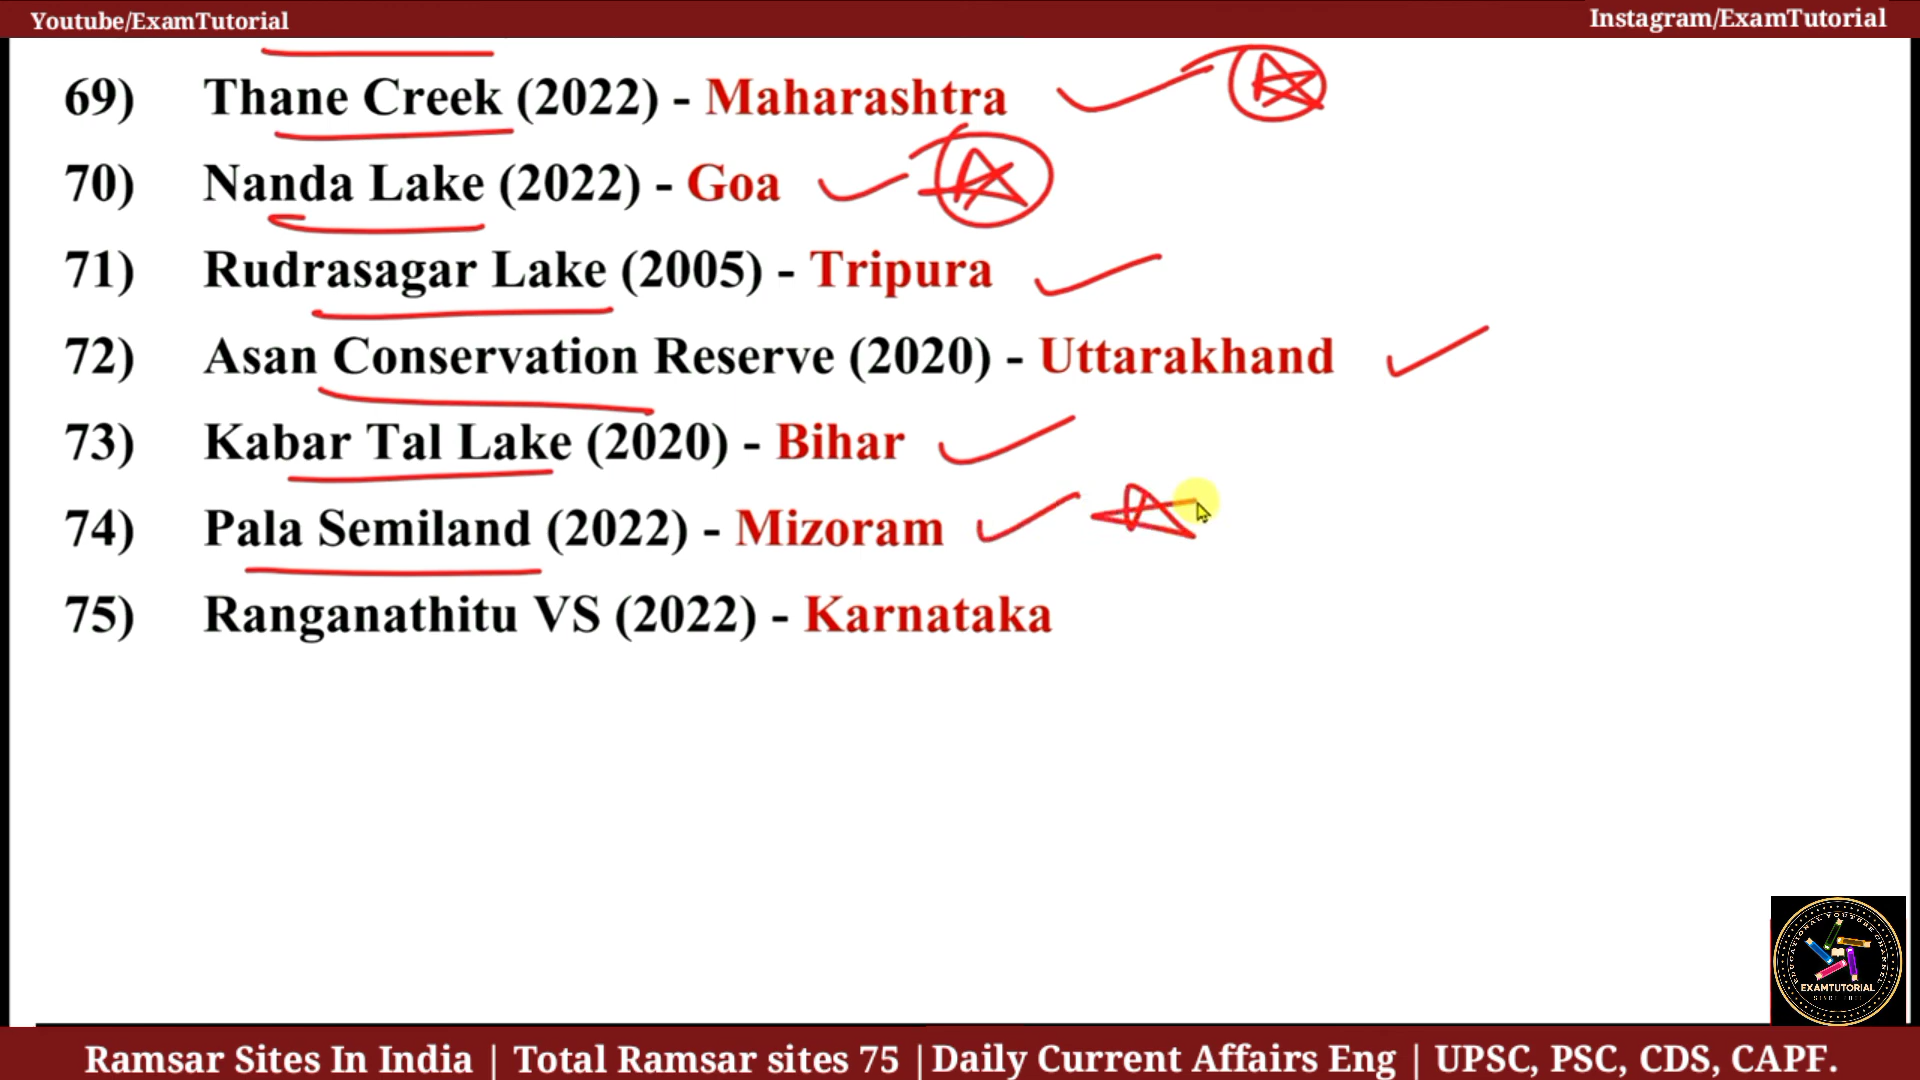 Youtube/ExamTutorial
Instagram/ExamTutorial
69) Thane Creek (2022) - Maharashtra
70) Nanda Lake (2022) - Goa
71) Rudrasagar Lake (2005) - Tripura
72) Asan Conservation Reserve (2020) - Uttarakhand
73) Kabar Tal Lake (2020) - Bihar
74) Pala Semiland (2022) - Mizoram
75) Ranganathitu VS (2022) - Karnataka
EDUCATIONAL YOUTUBE CHANNEL
EXAMTUTORIAL
Ramsar Sites In India | Total Ramsar sites 75 |Daily Current Affairs Eng | UPSC, PSC, CDS, CAPF.